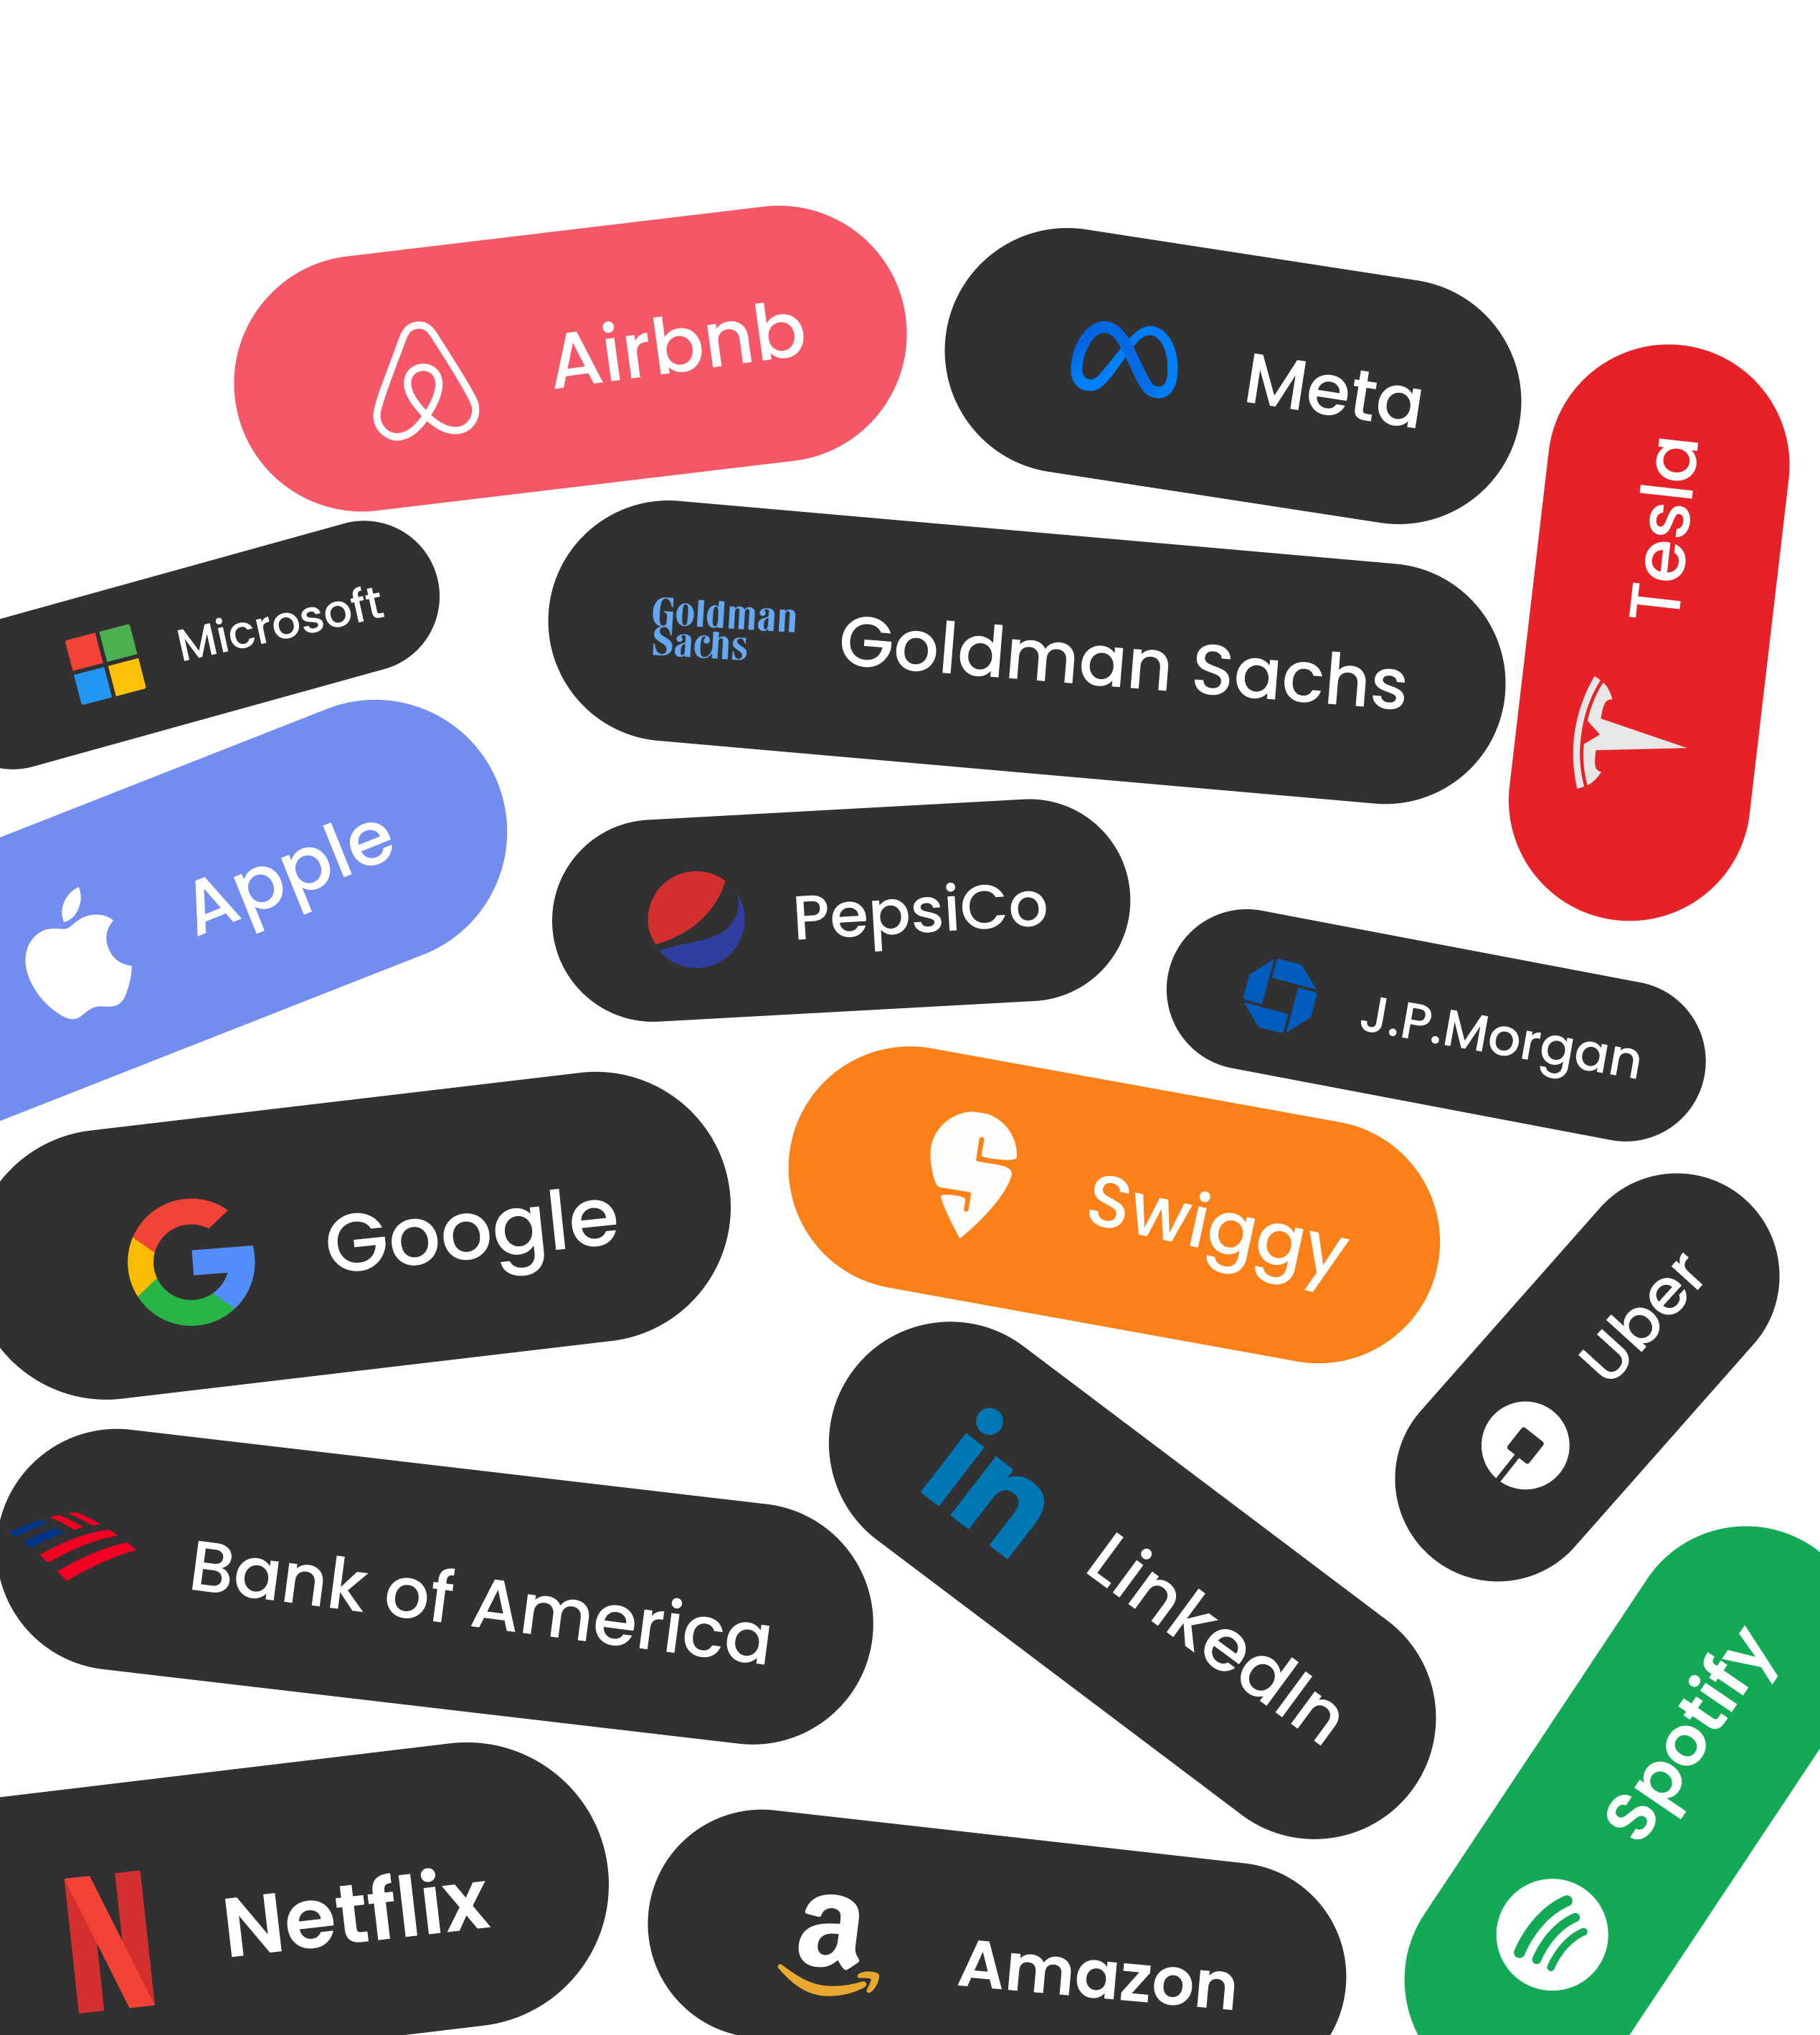 Airbnb
Meta
Tesla
Microsoft
Goldman
Sachs
Goldman Sachs
Apple
PepsiCo
J.P.Morgan
Google
swiggy
Uber
in
LinkedIn
Bank of America
spotify
Netflix
a
Amazon